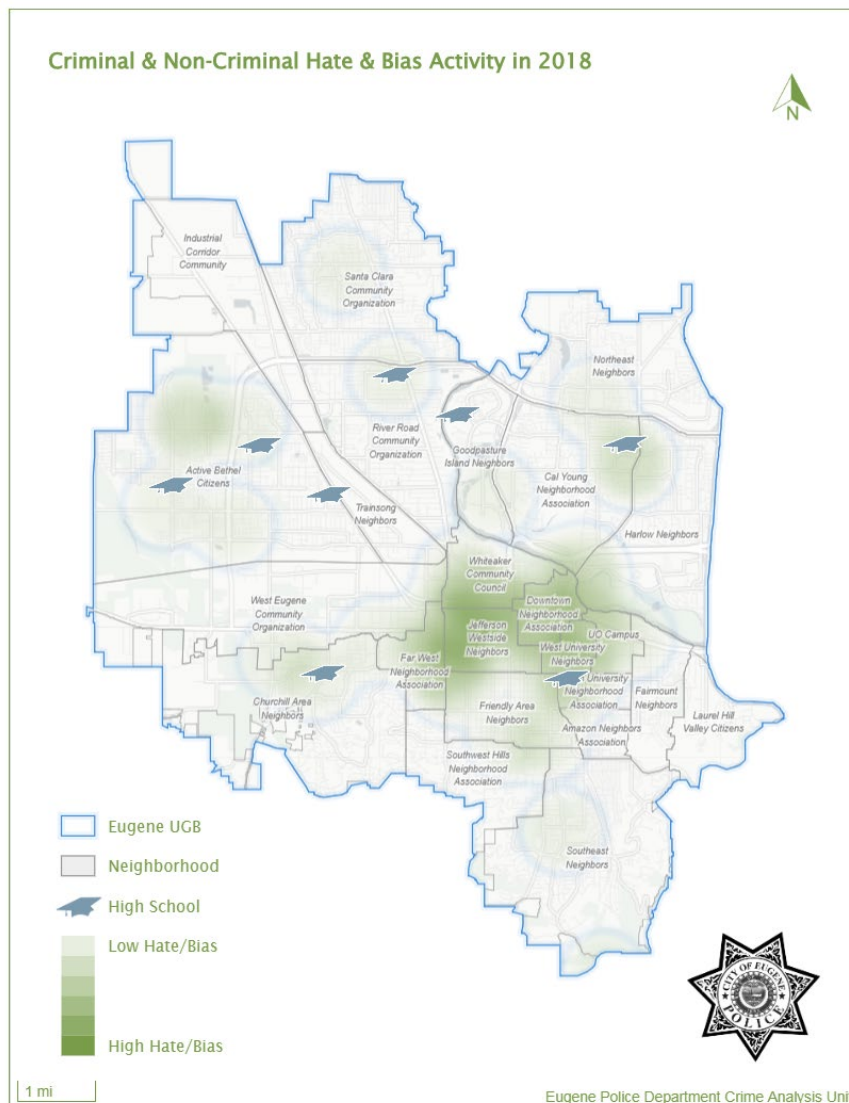 Criminal & Non-Criminal Hate & Bias Activity in 2018
N
Industrial
Corridor
Community
Santa Clara
Community
Organization
Northeast
Neighbors
River Road
Community
Organization
Goodpasture
Island Neighbors
Active Bethel
Citizens
Cal Young
Neighborhood
Association
Trainsong
Neighbors
Harlow Neighbors
Whiteaker
Community
Council
West Eugene
Community
Organization
Downtown
Neighborhood
Association
Jefferson
Westside
Neighbors
UO Campus
West University
Neighbors
Far West
Neighborhood
Association
University
Neighborhood
Association
Fairmount
Neighbors
Churchill Area
Neighbors
Friendly Area
Neighbors
Laurel Hill
Valley Citizens
Amazon Neighbors
Association
Southwest Hills
Neighborhood
Association
Southeast
Neighbors
Eugene UGB
Neighborhood
High School
Low Hate/Bias
High Hate/Bias
CITY OF EUGENE
POLICE
1 mi
Eugene Police Department Crime Analysis Uni